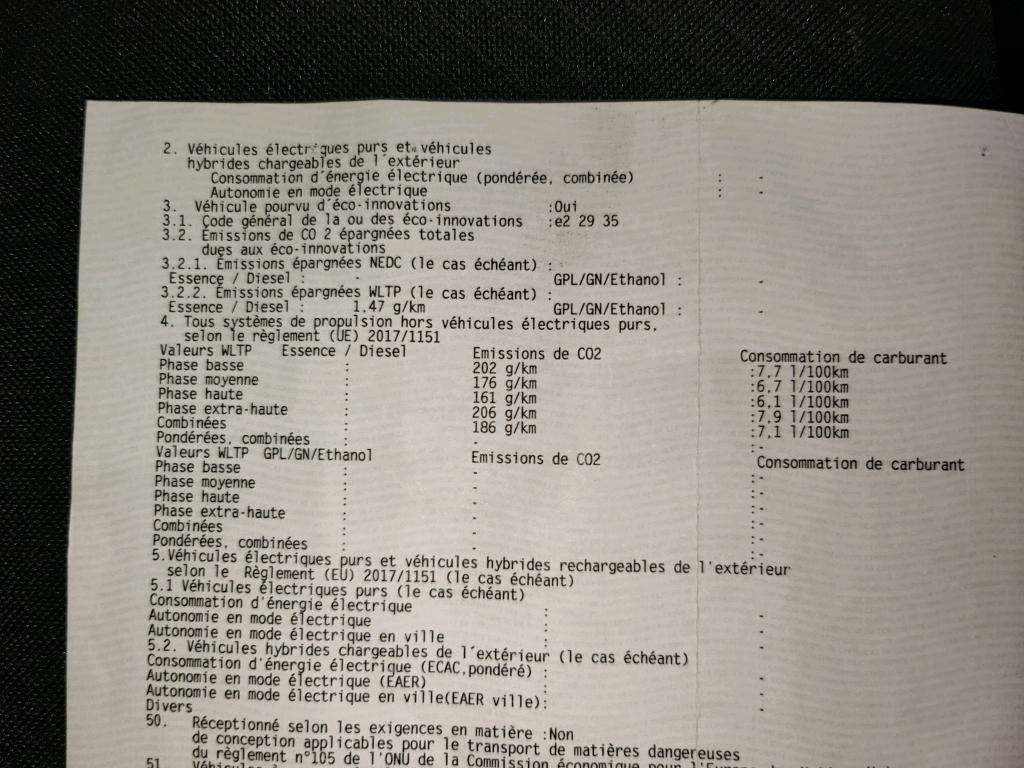 2. Véhicules électriques purs et véhicules
hybrides chargeables de l'extérieur
Consommation d'énergie électrique (pondérée, combinée) : -
Autonomie en mode électrique : -
3. Véhicule pourvu d'éco-innovations :Oui
3.1. Code général de la ou des éco-innovations :e2 29 35
3.2. Emissions de CO 2 épargnées totales
dues aux éco-innovations
3.2.1. Emissions épargnées NEDC (le cas échéant) :
Essence / Diesel : - GPL/GN/Ethanol : -
3.2.2. Emissions épargnées WLTP (le cas échéant) :
Essence / Diesel : 1,47 g/km GPL/GN/Ethanol : -
4. Tous systèmes de propulsion hors véhicules électriques purs,
selon le règlement (UE) 2017/1151
Valeurs WLTP Essence / Diesel Emissions de CO2 Consommation de carburant
Phase basse : 202 g/km :7,7 l/100km
Phase moyenne : 176 g/km :6,7 l/100km
Phase haute : 161 g/km :6,1 l/100km
Phase extra-haute : 206 g/km :7,9 l/100km
Combinées : 186 g/km :7,1 l/100km
Pondérées, combinées : - :-
Valeurs WLTP GPL/GN/Ethanol Emissions de CO2 Consommation de carburant
Phase basse : - :-
Phase moyenne : - :-
Phase haute : - :-
Phase extra-haute : - :-
Combinées : - :-
Pondérées, combinées : - :-
5.Véhicules électriques purs et véhicules hybrides rechargeables de l'extérieur
selon le Règlement (EU) 2017/1151 (le cas échéant)
5.1 Véhicules électriques purs (le cas échéant)
Consommation d'énergie électrique : -
Autonomie en mode électrique : -
Autonomie en mode électrique en ville : -
5.2. Véhicules hybrides chargeables de l'extérieur (le cas échéant)
Consommation d'énergie électrique (ECAC,pondéré) : -
Autonomie en mode électrique (EAER) : -
Autonomie en mode électrique en ville(EAER ville): -
Divers
50. Réceptionné selon les exigences en matière :Non
de conception applicables pour le transport de matières dangereuses
du règlement n°105 de l'ONU de la Commission économique pour l'Europe
51